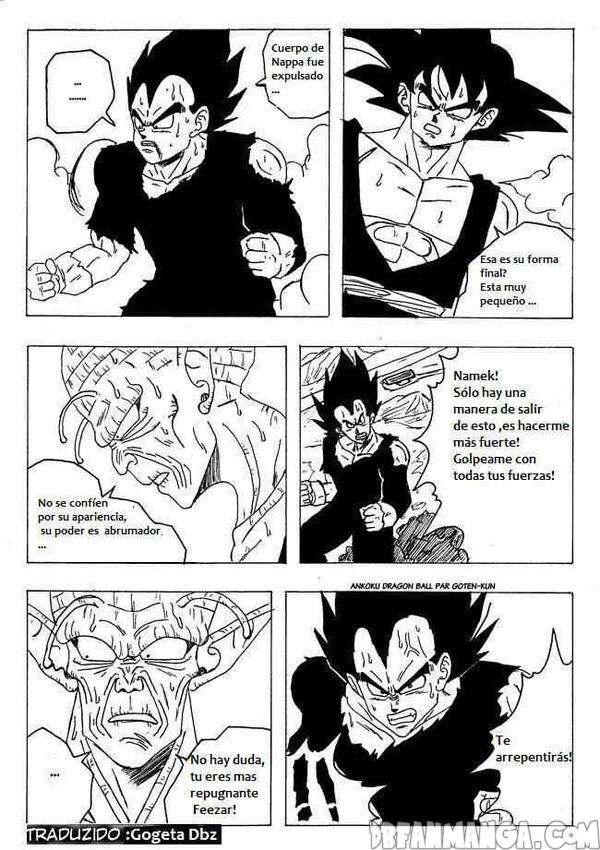 ...
.......
Cuerpo de
Nappa fue
expulsado
...
Esa es su forma
final?
Esta muy
pequeño ...
No se confíen
por su apariencia,
su poder es abrumador
...
Namek!
Sólo hay una
manera de salir
de esto ,es hacerme
más fuerte!
Golpeame con
todas tus fuerzas!
ANKOKU DRAGON BALL PAR GOTEN-KUN
...
No hay duda,
tu eres mas
repugnante
Feezar!
Te
arrepentirás!
TRADUZIDO :Gogeta Dbz
DBFANMANGA.COM